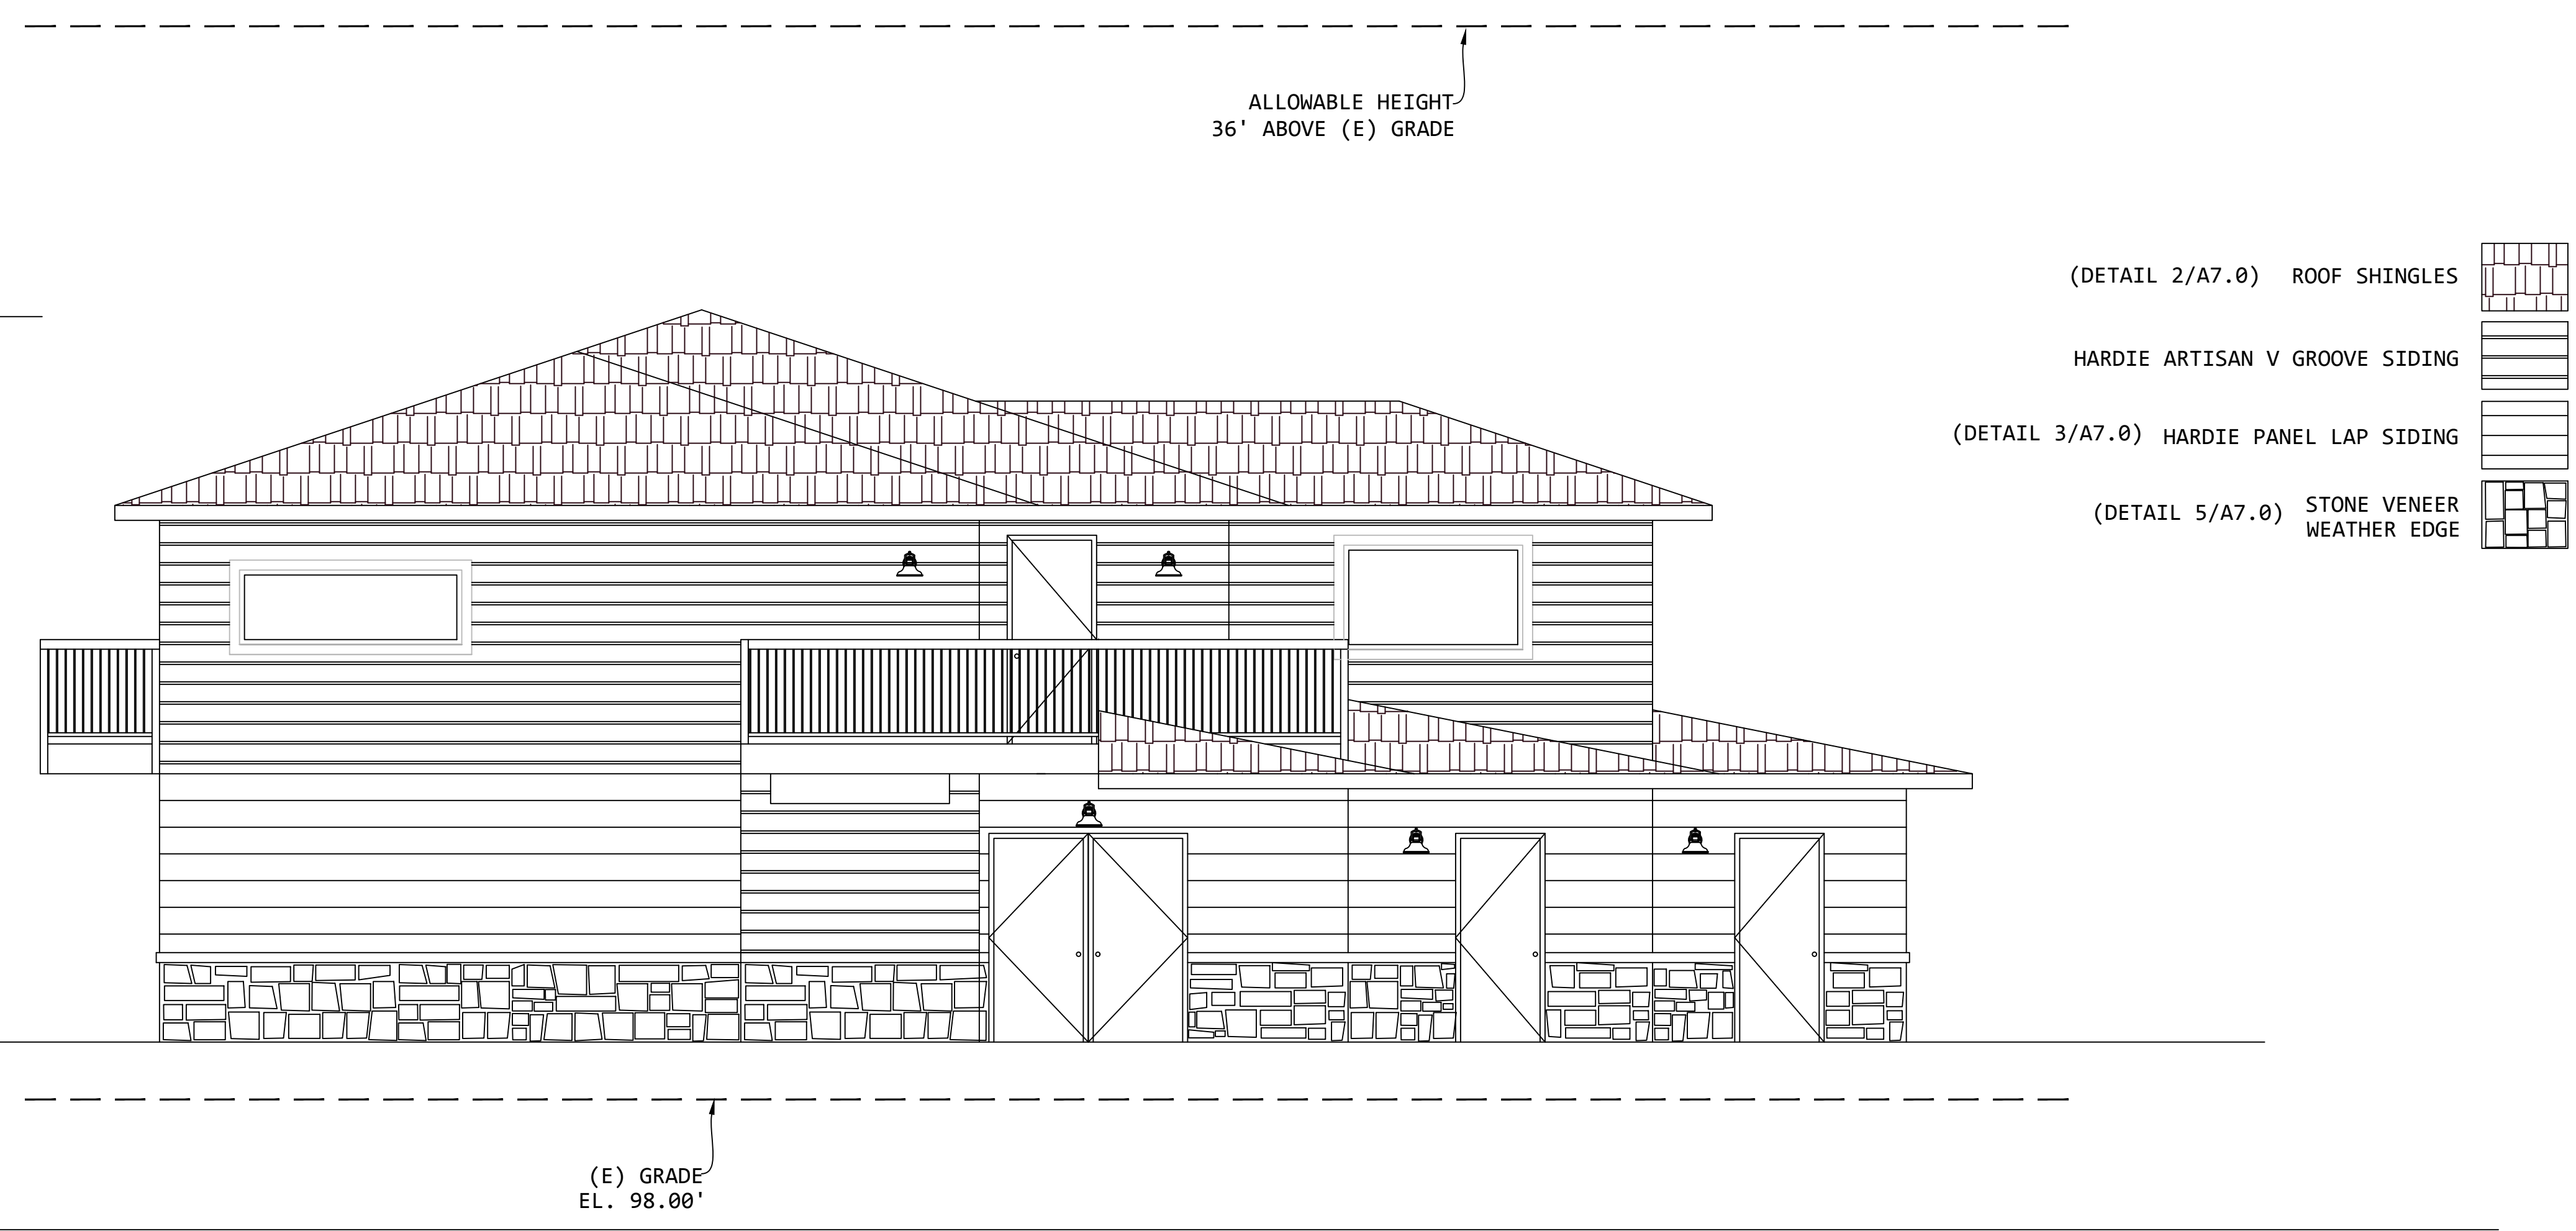 ALLOWABLE HEIGHT
36' ABOVE (E) GRADE
(DETAIL 2/A7.0) ROOF SHINGLES
HARDIE ARTISAN V GROOVE SIDING
(DETAIL 3/A7.0) HARDIE PANEL LAP SIDING
(DETAIL 5/A7.0) STONE VENEER
WEATHER EDGE
(E) GRADE
EL. 98.00'